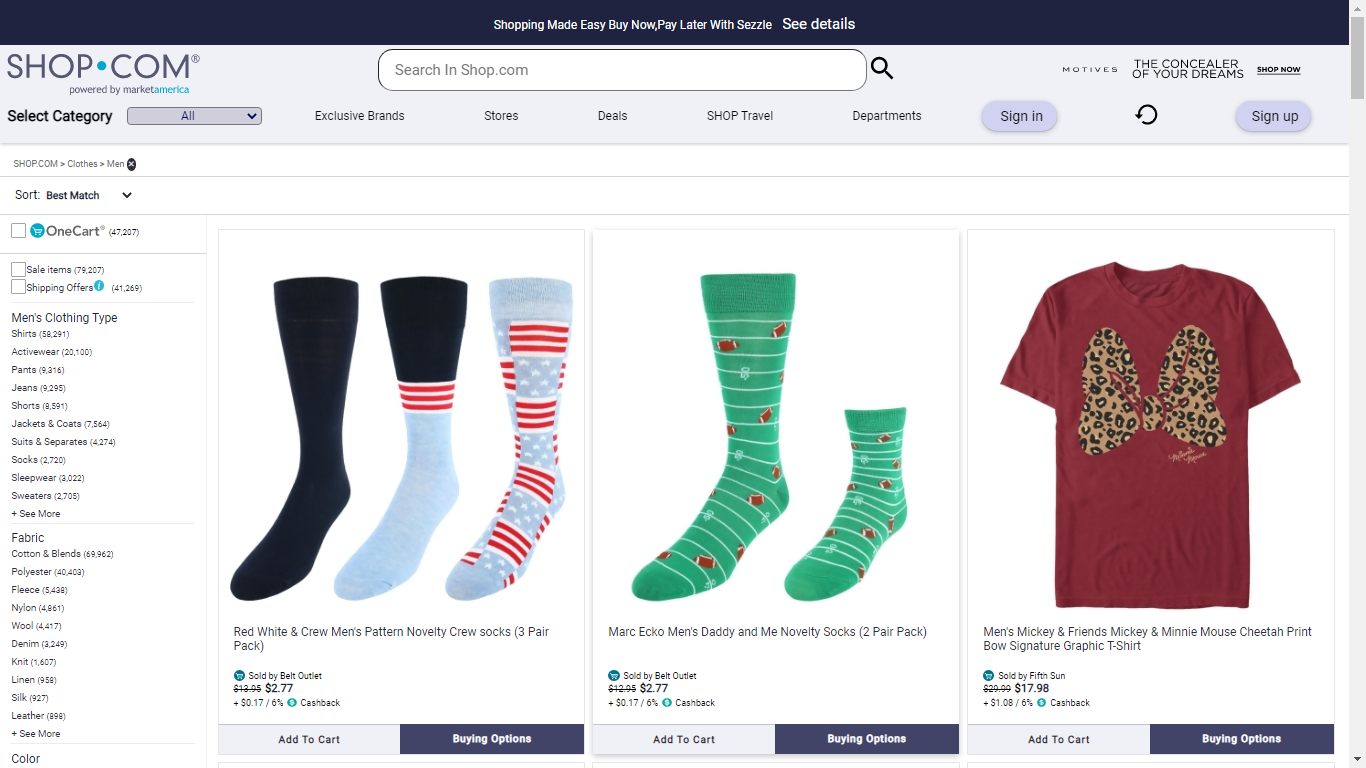 Shopping Made Easy Buy Now,Pay Later With Sezzle See details
SHOP•COM®
powered by marketamerica
Search In Shop.com
MOTIVES THE CONCEALER OF YOUR DREAMS SHOP NOW
Select Category All Exclusive Brands Stores Deals SHOP Travel Departments Sign in Sign up
SHOP.COM > Clothes > Men
Sort: Best Match
OneCart® (47,207)
Sale items (79,207)
Shipping Offers (41,269)
Men's Clothing Type
Shirts (58,291)
Activewear (20,100)
Pants (9,316)
Jeans (9,295)
Shorts (8,591)
Jackets & Coats (7,564)
Suits & Separates (4,274)
Socks (2,720)
Sleepwear (3,022)
Sweaters (2,705)
+ See More
Fabric
Cotton & Blends (69,962)
Polyester (40,403)
Fleece (5,438)
Nylon (4,861)
Wool (4,417)
Denim (3,249)
Knit (1,607)
Linen (958)
Silk (927)
Leather (898)
+ See More
Color
Red White & Crew Men's Pattern Novelty Crew socks (3 Pair
Pack)
Sold by Belt Outlet
$13.95 $2.77
+ $0.17 / 6% Cashback
Add To Cart Buying Options
50
Marc Ecko Men's Daddy and Me Novelty Socks (2 Pair Pack)
Sold by Belt Outlet
$12.95 $2.77
+ $0.17 / 6% Cashback
Add To Cart Buying Options
Minnie Mouse
Men's Mickey & Friends Mickey & Minnie Mouse Cheetah Print
Bow Signature Graphic T-Shirt
Sold by Fifth Sun
$29.99 $17.98
+ $1.08 / 6% Cashback
Add To Cart Buying Options